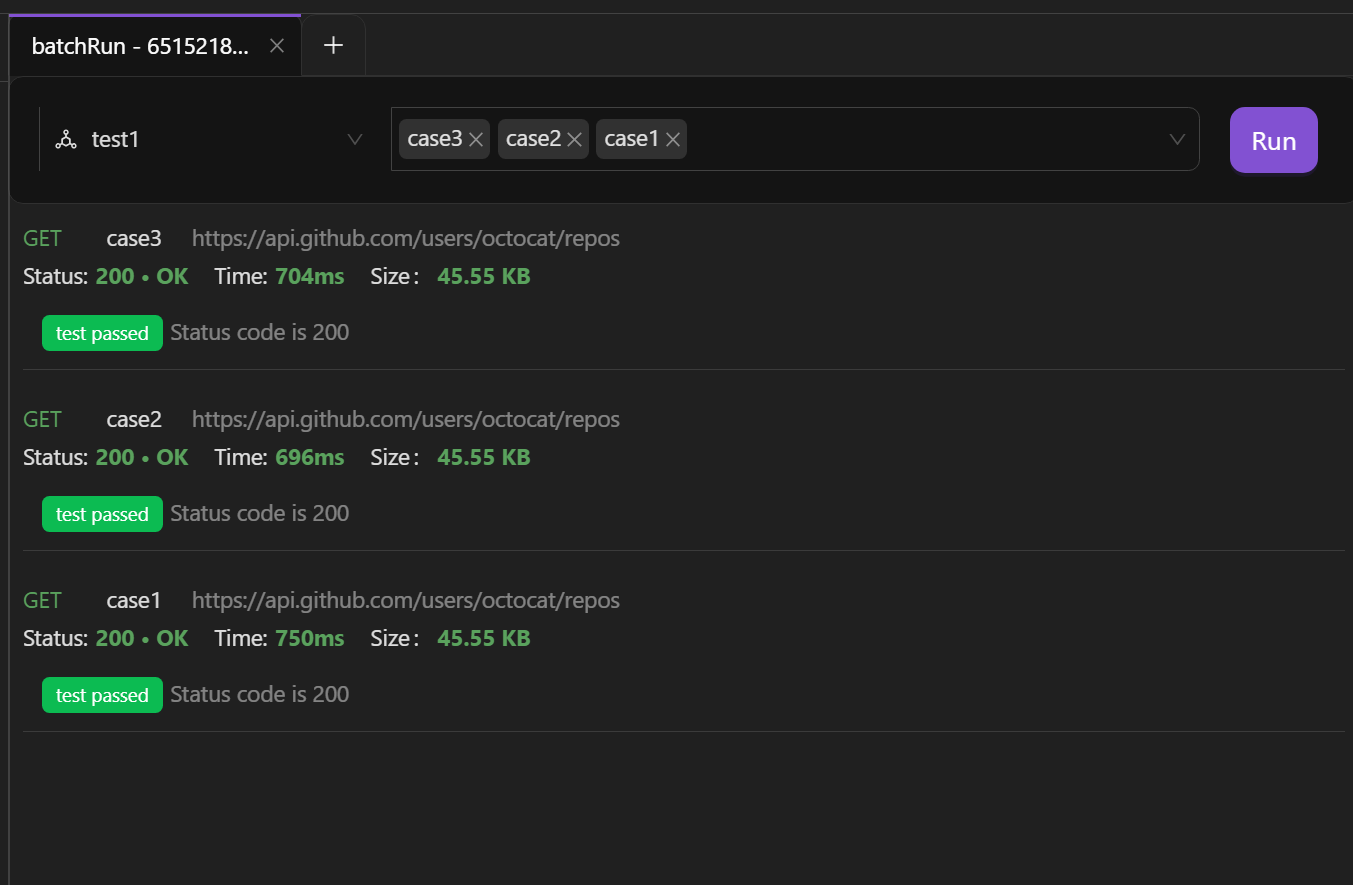 batchRun - 6515218...
test1 case3 case2 case1 Run
GET case3 https://api.github.com/users/octocat/repos
Status: 200 • OK Time: 704ms Size : 45.55 KB
test passed Status code is 200
GET case2 https://api.github.com/users/octocat/repos
Status: 200 • OK Time: 696ms Size : 45.55 KB
test passed Status code is 200
GET case1 https://api.github.com/users/octocat/repos
Status: 200 • OK Time: 750ms Size : 45.55 KB
test passed Status code is 200